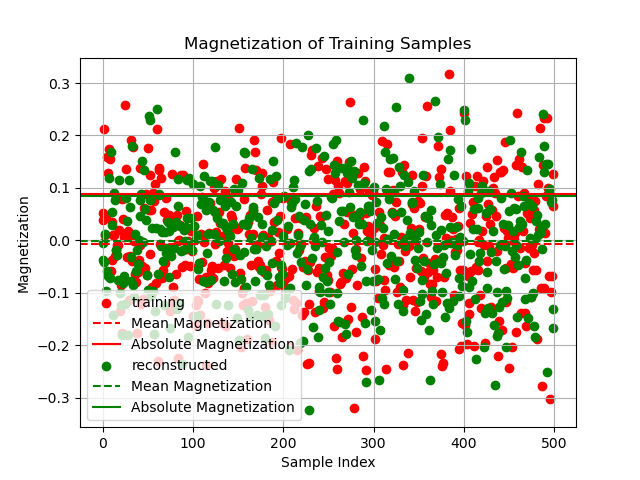 Magnetization of Training Samples
Magnetization
0.3
0.2
0.1
0.0
−0.1
−0.2
−0.3
training
Mean Magnetization
Absolute Magnetization
reconstructed
Mean Magnetization
Absolute Magnetization
0 100 200 300 400 500
Sample Index